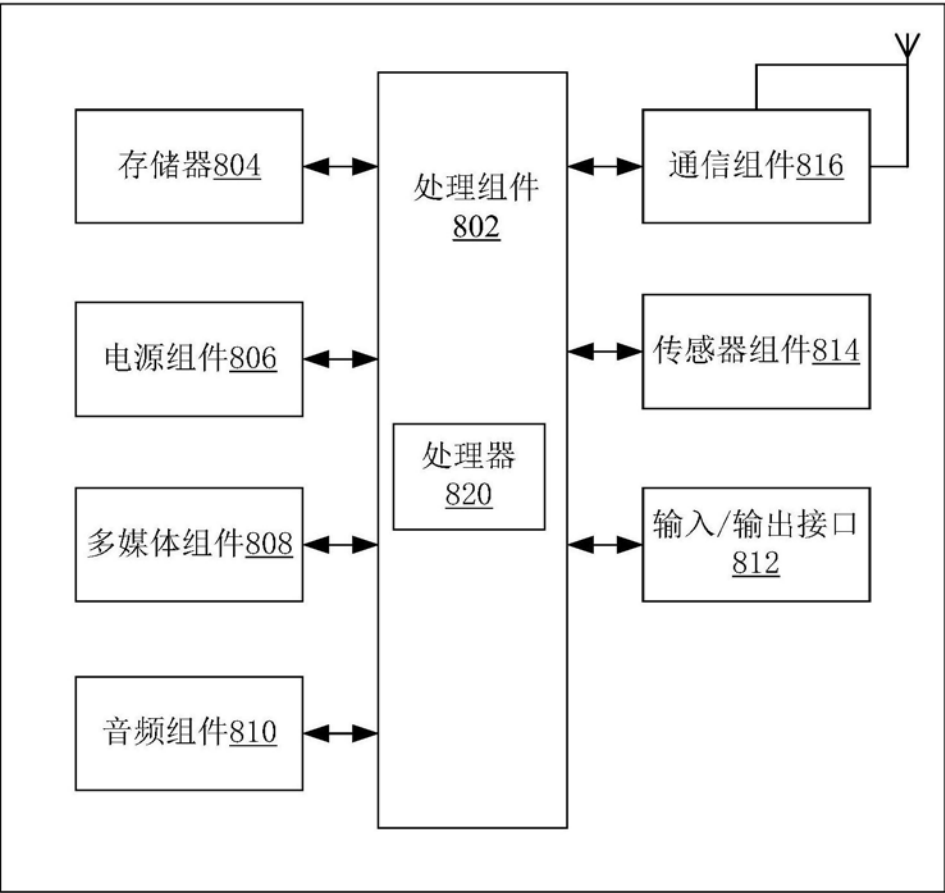 存储器804
电源组件806
多媒体组件808
音频组件810
处理组件
802
处理器
820
通信组件816
传感器组件814
输入/输出接口
812